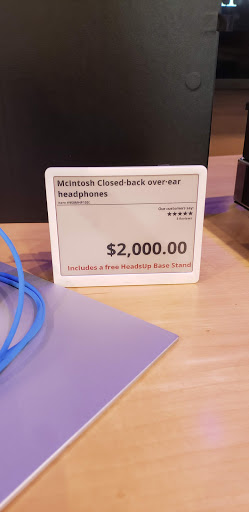 McIntosh Closed-back over-ear
headphones
Our customers say:
★★★★★
$2,000.00
Includes a free HeadsUp Base Stand